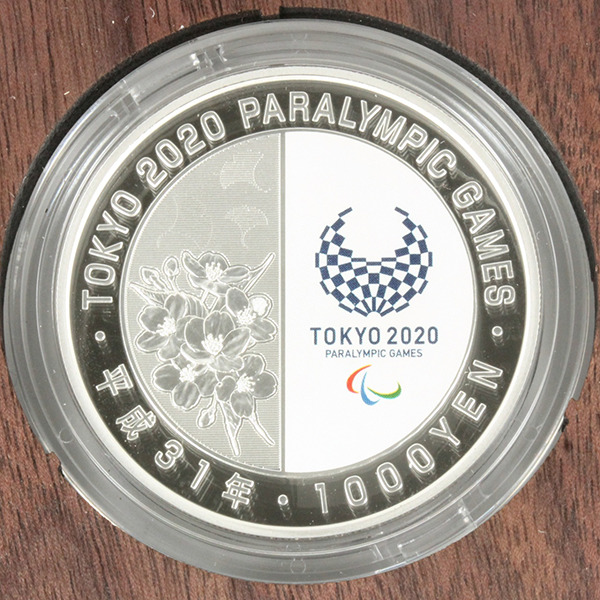 TOKYO 2020 PARALYMPIC GAMES
平成31年・1000YEN
TOKYO 2020
PARALYMPIC GAMES